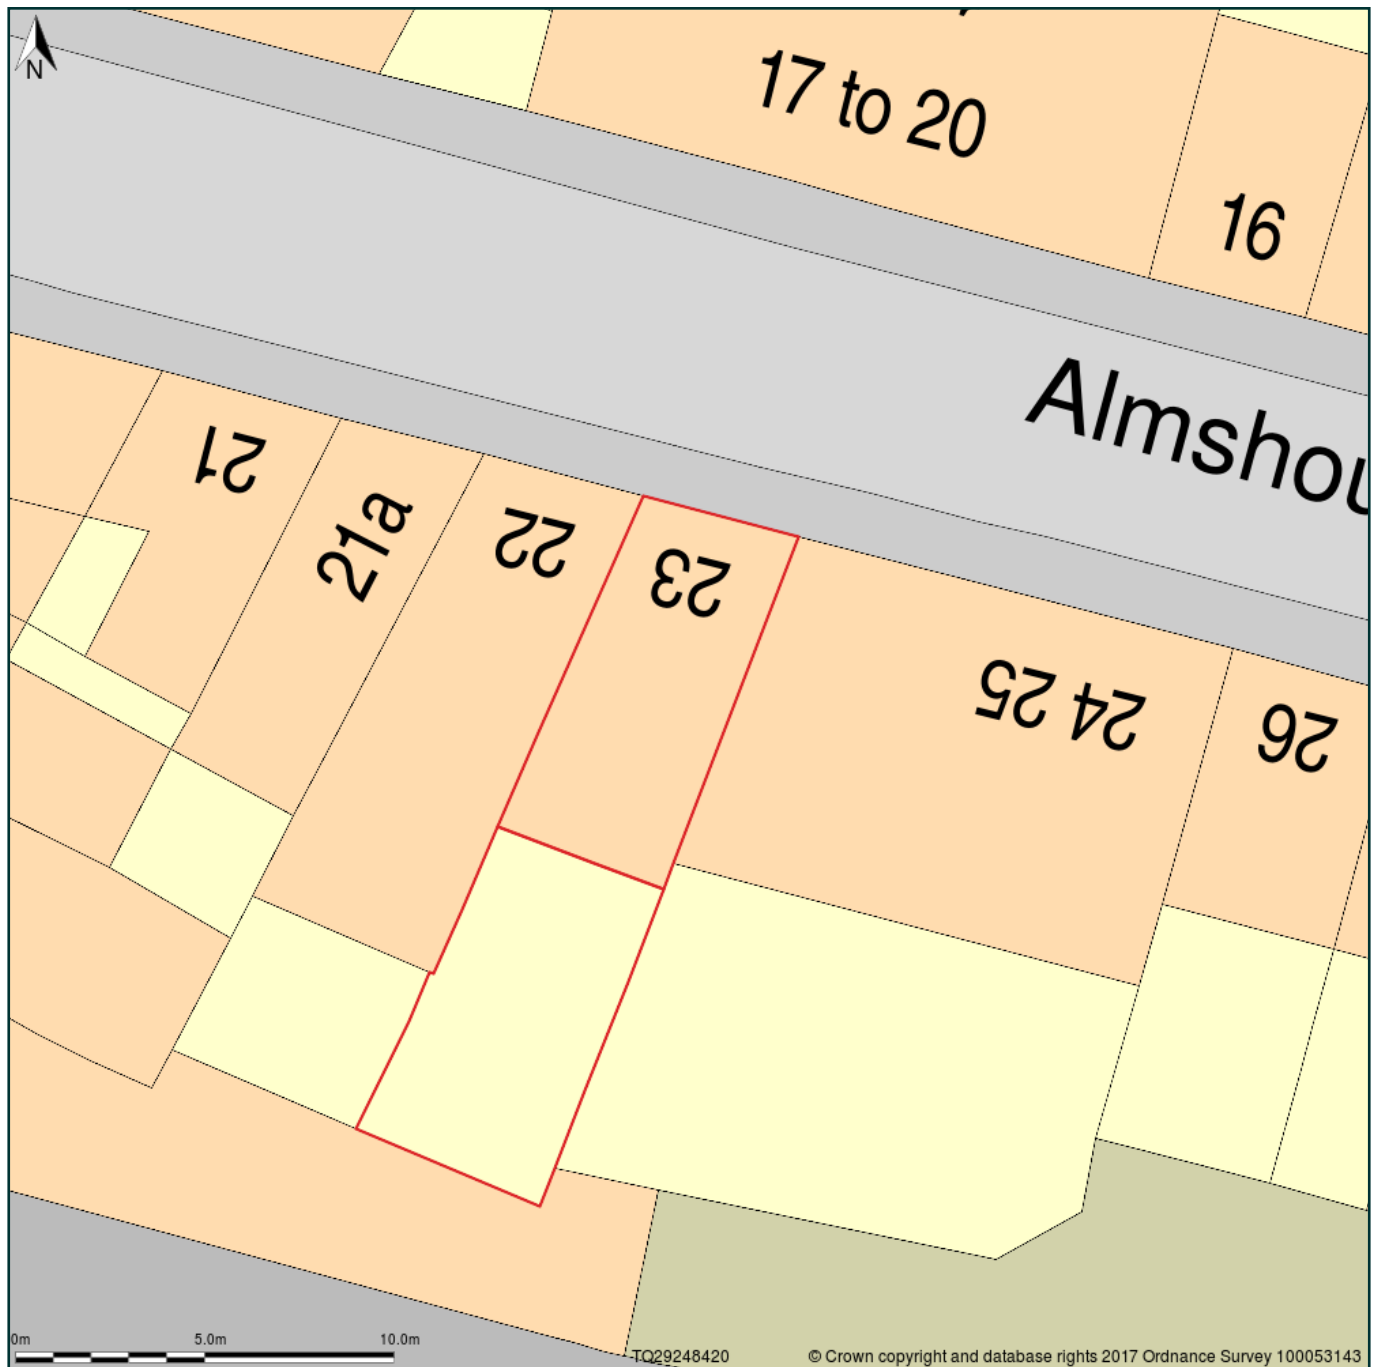 N
17 to 20
16
Almshou
21
21a
22
23
24 25
26
0m 5.0m 10.0m
TQ29248420
© Crown copyright and database rights 2017 Ordnance Survey 100053143